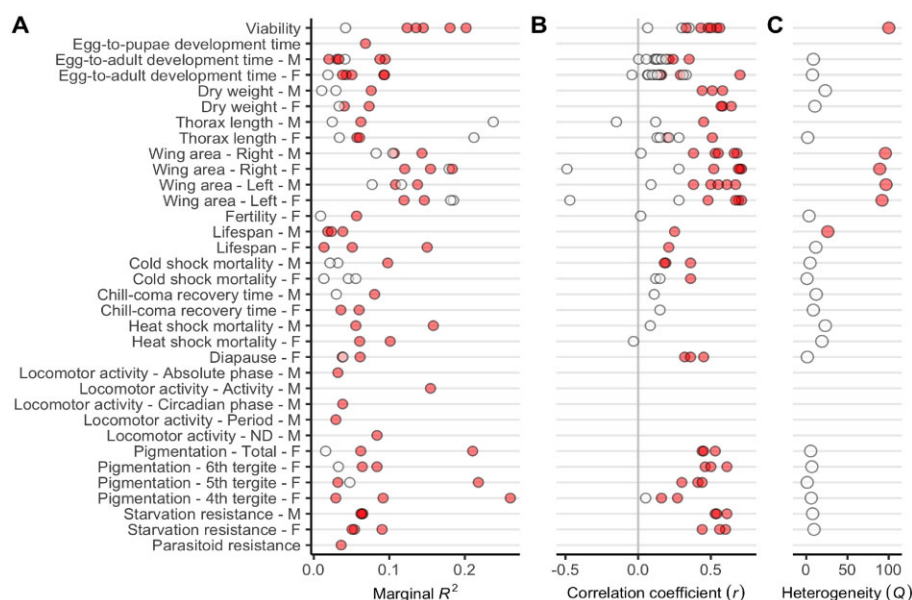 A
B
C
Viability
Egg-to-pupae development time
Egg-to-adult development time - M
Egg-to-adult development time - F
Dry weight - M
Dry weight - F
Thorax length - M
Thorax length - F
Wing area - Right - M
Wing area - Right - F
Wing area - Left - M
Wing area - Left - F
Fertility - F
Lifespan - M
Lifespan - F
Cold shock mortality - M
Cold shock mortality - F
Chill-coma recovery time - M
Chill-coma recovery time - F
Heat shock mortality - M
Heat shock mortality - F
Diapause - F
Locomotor activity - Absolute phase - M
Locomotor activity - Activity - M
Locomotor activity - Circadian phase - M
Locomotor activity - Period - M
Locomotor activity - ND - M
Pigmentation - Total - F
Pigmentation - 6th tergite - F
Pigmentation - 5th tergite - F
Pigmentation - 4th tergite - F
Starvation resistance - M
Starvation resistance - F
Parasitoid resistance
0.0 0.1 0.2
-0.5 0.0 0.5
0 50 100
Marginal R²
Correlation coefficient (r)
Heterogeneity (Q)